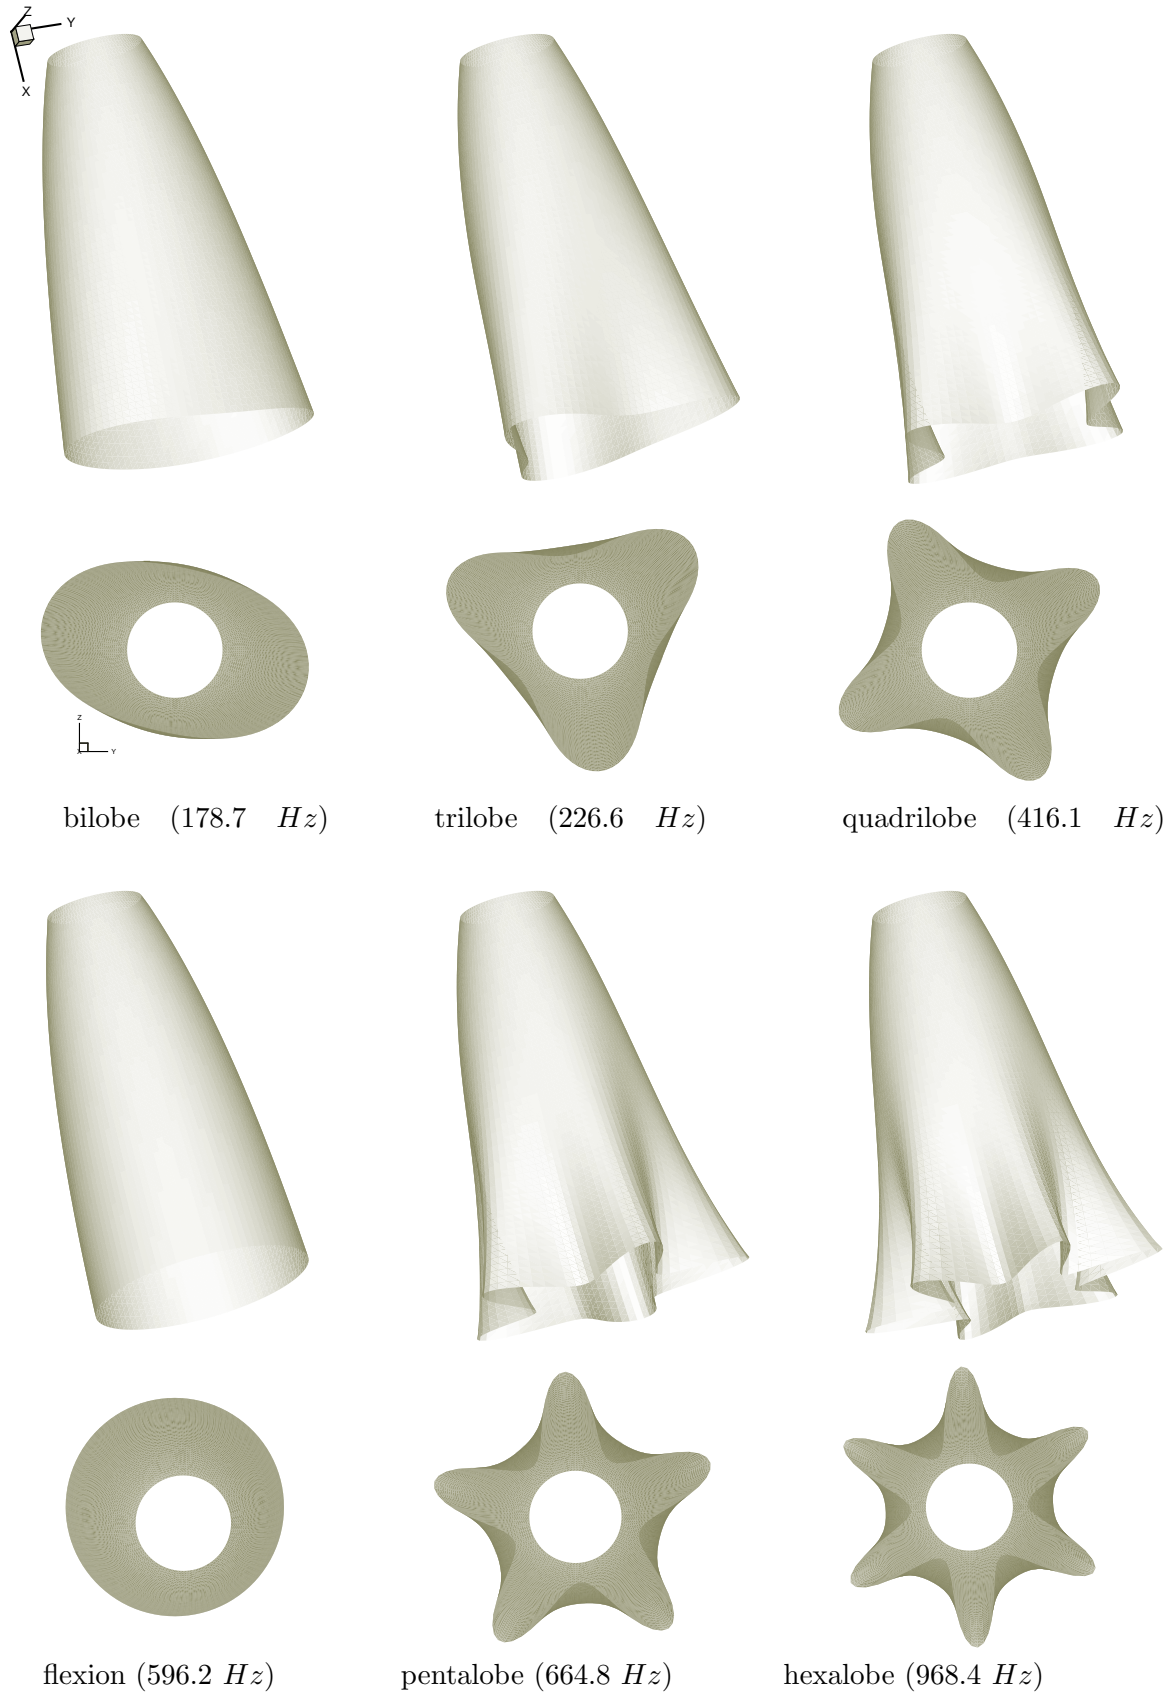 Z
Y
X
Z
X Y
bilobe (178.7 Hz) trilobe (226.6 Hz) quadrilobe (416.1 Hz)
flexion (596.2 Hz) pentalobe (664.8 Hz) hexalobe (968.4 Hz)